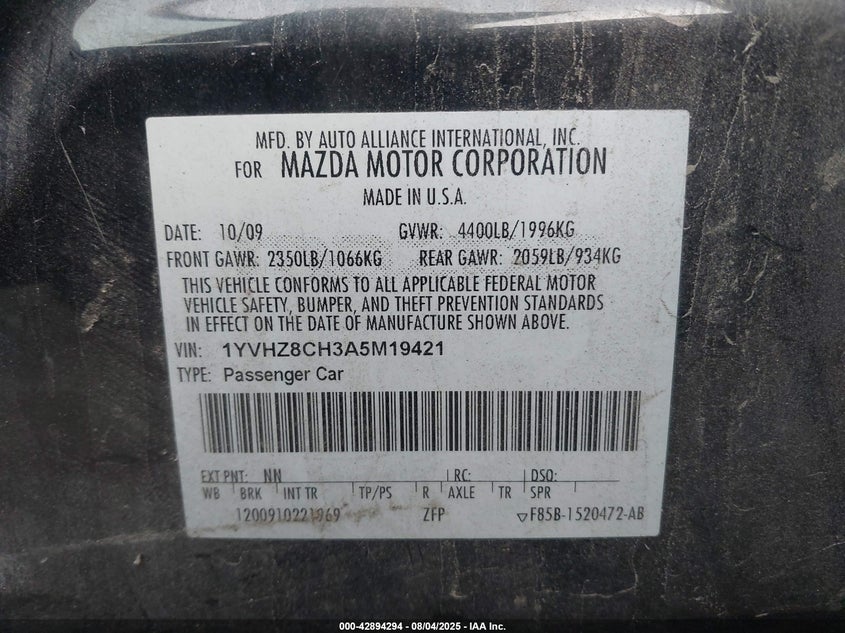 MFD. BY AUTO ALLIANCE INTERNATIONAL, INC.
FOR MAZDA MOTOR CORPORATION
MADE IN U.S.A.
DATE: 10/09 GVWR: 4400LB/1996KG
FRONT GAWR: 2350LB/1066KG REAR GAWR: 2059LB/934KG
THIS VEHICLE CONFORMS TO ALL APPLICABLE FEDERAL MOTOR
VEHICLE SAFETY, BUMPER, AND THEFT PREVENTION STANDARDS
IN EFFECT ON THE DATE OF MANUFACTURE SHOWN ABOVE.
VIN: 1YVHZ8CH3A5M19421
TYPE: Passenger Car
EXT PNT: NN RC: DSO:
WB BRK INT TR TP/PS R AXLE TR SPR
1200910221969 ZFP ▽F85B-1520472-AB
000-42894294 - 08/04/2025 - IAA Inc.